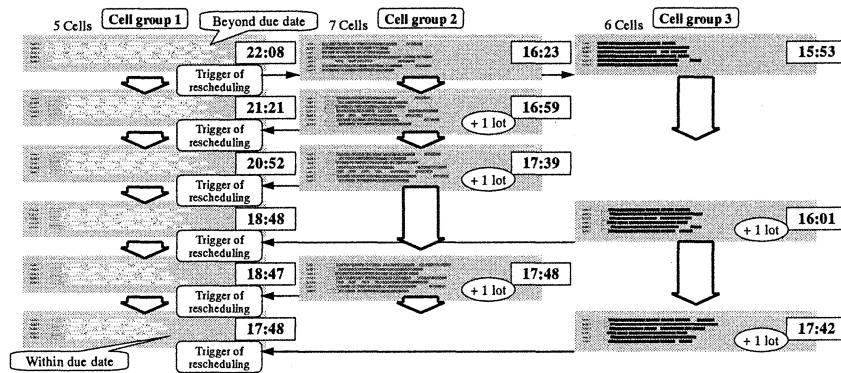 5 Cells
Cell group 1
Beyond due date
7 Cells
Cell group 2
6 Cells
Cell group 3
22:08
16:23
15:53
Trigger of
rescheduling
21:21
16:59
+ 1 lot
Trigger of
rescheduling
20:52
17:39
+ 1 lot
Trigger of
rescheduling
18:48
16:01
+ 1 lot
Trigger of
rescheduling
18:47
17:48
+ 1 lot
Trigger of
rescheduling
17:48
17:42
+ 1 lot
Within due date
Trigger of
rescheduling